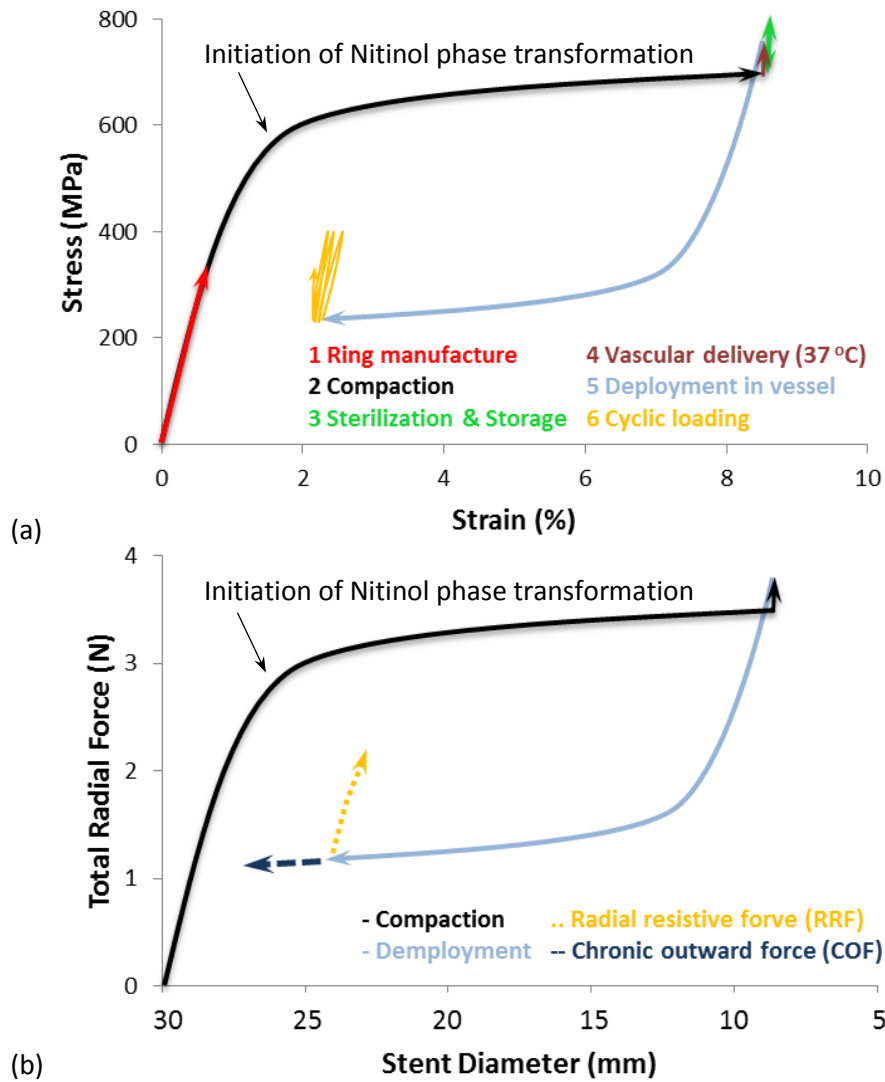 800
Initiation of Nitinol phase transformation
600
400
200
0
Stress (MPa)
1 Ring manufacture
4 Vascular delivery (37 °C)
2 Compaction
5 Deployment in vessel
3 Sterilization & Storage
6 Cyclic loading
0 2 4 6 8 10
Strain (%)
(a)
4
Initiation of Nitinol phase transformation
3
2
1
0
Total Radial Force (N)
- Compaction
.. Radial resistive forve (RRF)
- Demployment
-- Chronic outward force (COF)
30 25 20 15 10 5
Stent Diameter (mm)
(b)